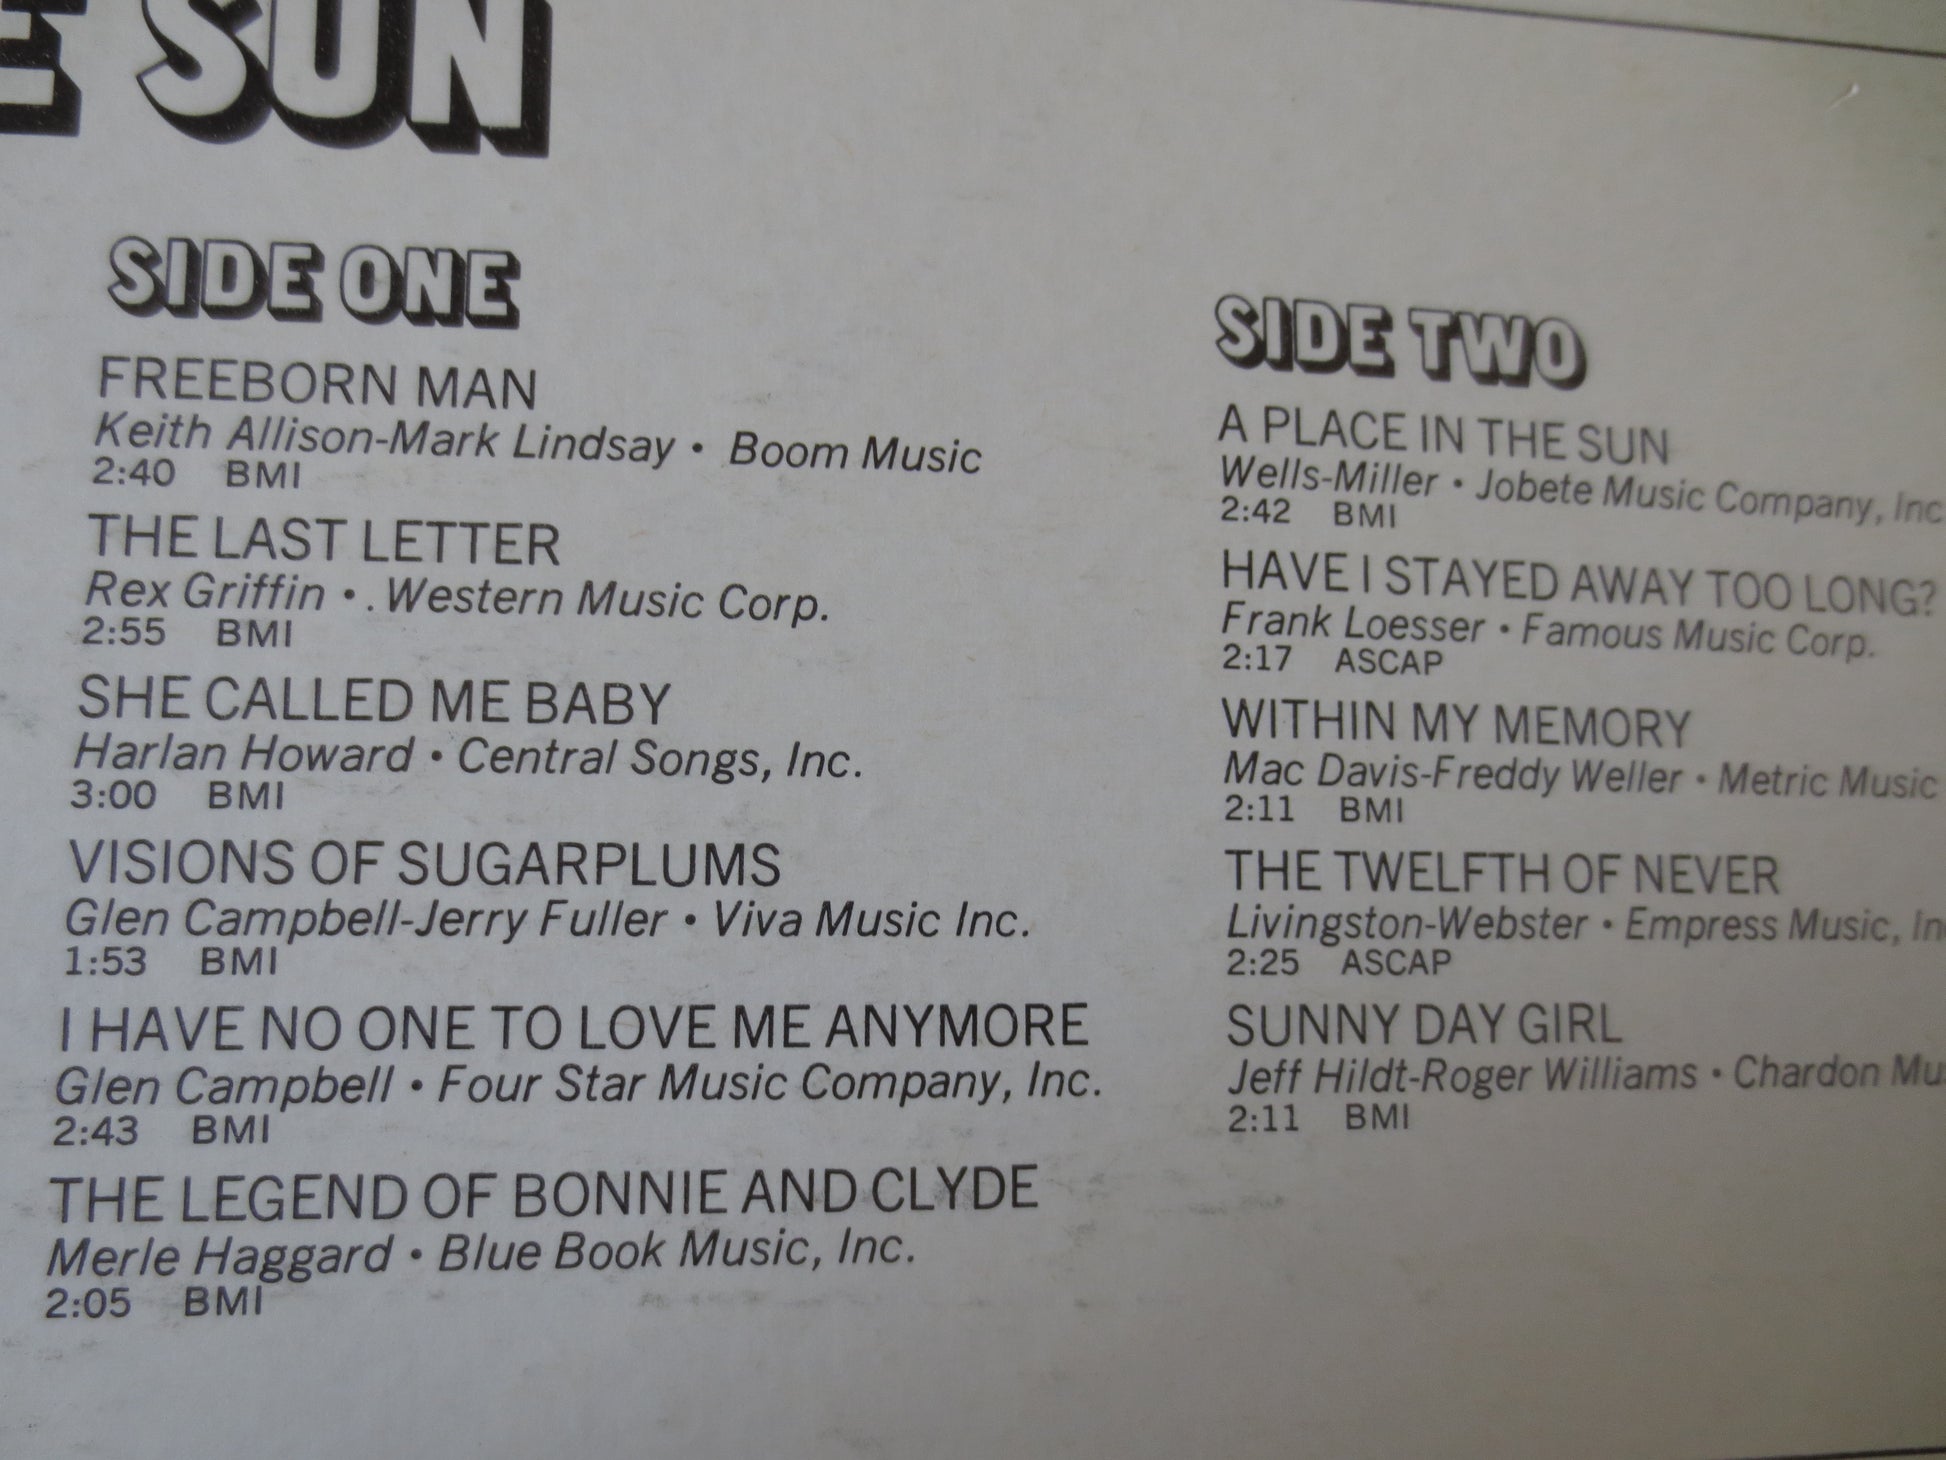 E SUN
SIDE ONE
FREEBORN MAN
Keith Allison-Mark Lindsay • Boom Music
2:40 BMI
THE LAST LETTER
Rex Griffin • . Western Music Corp.
2:55 BMI
SHE CALLED ME BABY
Harlan Howard • Central Songs, Inc.
3:00 BMI
VISIONS OF SUGARPLUMS
Glen Campbell-Jerry Fuller • Viva Music Inc.
1:53 BMI
I HAVE NO ONE TO LOVE ME ANYMORE
Glen Campbell • Four Star Music Company, Inc.
2:43 BMI
THE LEGEND OF BONNIE AND CLYDE
Merle Haggard • Blue Book Music, Inc.
2:05 BMI
SIDE TWO
A PLACE IN THE SUN
Wells-Miller • Jobete Music Company, Inc
2:42 BMI
HAVE I STAYED AWAY TOO LONG?
Frank Loesser • Famous Music Corp.
2:17 ASCAP
WITHIN MY MEMORY
Mac Davis-Freddy Weller • Metric Music
2:11 BMI
THE TWELFTH OF NEVER
Livingston-Webster • Empress Music, In
2:25 ASCAP
SUNNY DAY GIRL
Jeff Hildt-Roger Williams • Chardon Mu
2:11 BMI